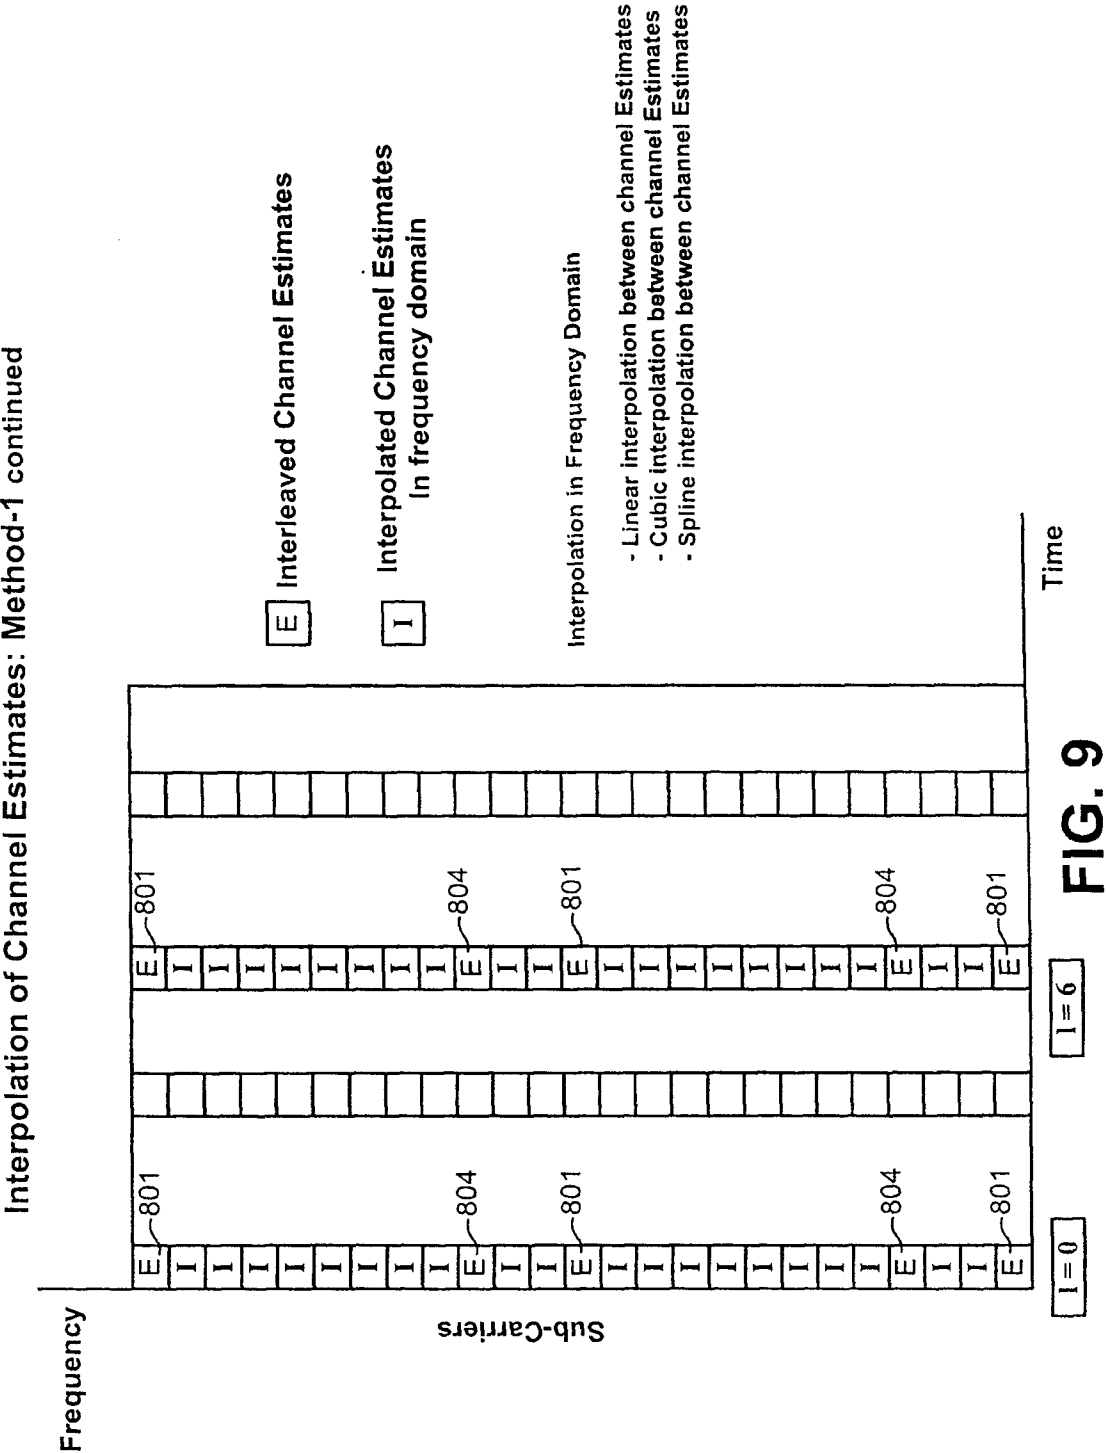 Interpolation of Channel Estimates: Method-1 continued
Frequency
Sub-Carriers
E 801 E 801
I I
I I
I I
I I
I I
I I
I I
I I
E 804 E 804
I I
I I
E 801 E 801
I I
I I
I I
I I
I I
I I
I I
I I
E 804 E 804
I I
I I
E 801 E 801
l = 0
l = 6
Time
E Interleaved Channel Estimates
I Interpolated Channel Estimates
In frequency domain
Interpolation in Frequency Domain
- Linear interpolation between channel Estimates
- Cubic interpolation between channel Estimates
- Spline interpolation between channel Estimates
FIG. 9